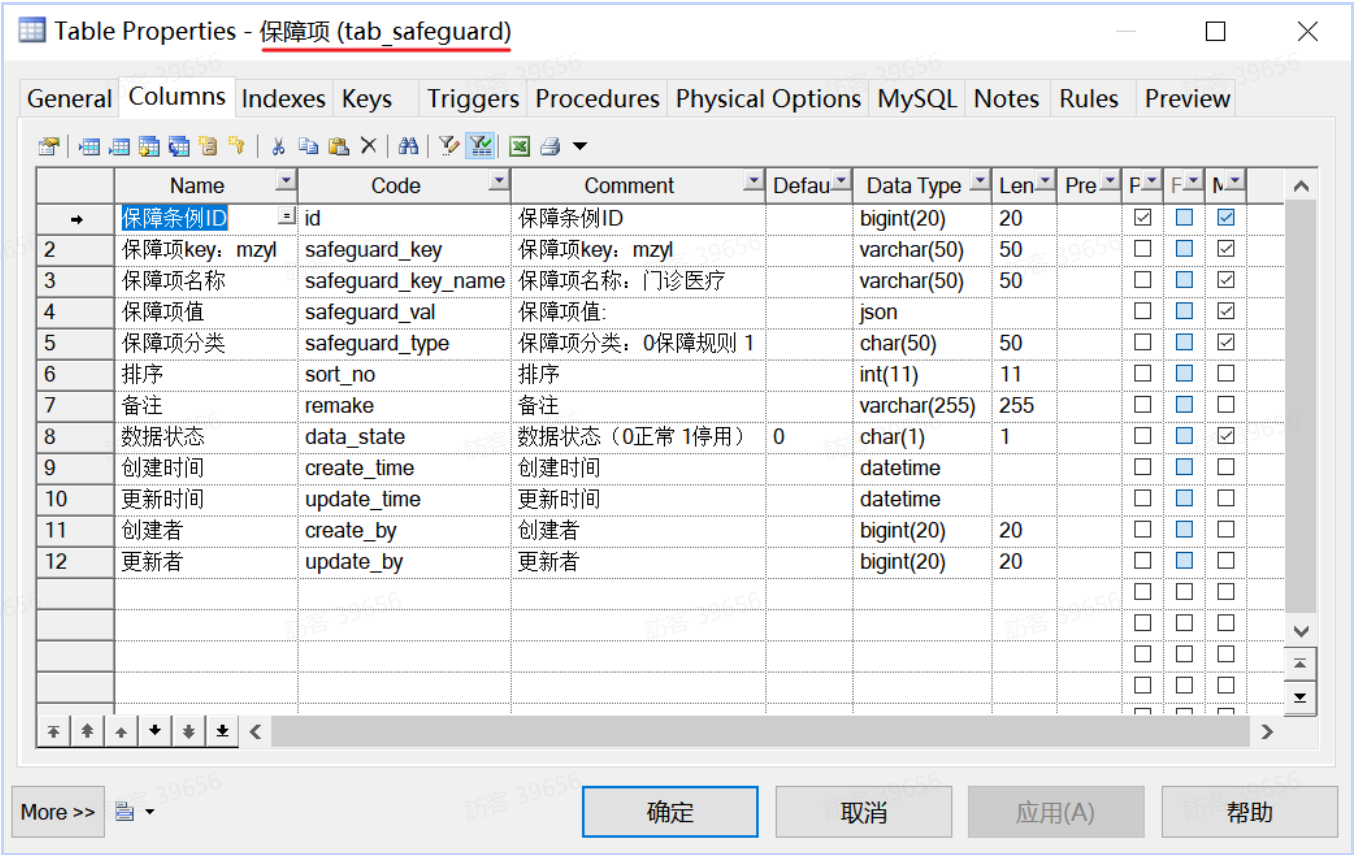 Table Properties - 保障项 (tab_safeguard)
General Columns Indexes Keys Triggers Procedures Physical Options MySQL Notes Rules Preview
Name Code Comment Defau Data Type Len Pre P F M
保障条例ID = id 保障条例ID bigint(20) 20
2 保障项key：mzyl safeguard_key 保障项key：mzyl varchar(50) 50
3 保障项名称 safeguard_key_name 保障项名称：门诊医疗 varchar(50) 50
4 保障项值 safeguard_val 保障项值: json
5 保障项分类 safeguard_type 保障项分类：0保障规则 1 char(50) 50
6 排序 sort_no 排序 int(11) 11
7 备注 remake 备注 varchar(255) 255
8 数据状态 data_state 数据状态（0正常 1停用） 0 char(1) 1
9 创建时间 create_time 创建时间 datetime
10 更新时间 update_time 更新时间 datetime
11 创建者 create_by 创建者 bigint(20) 20
12 更新者 update_by 更新者 bigint(20) 20
More >> 确定 取消 应用(A) 帮助
訪客 39656